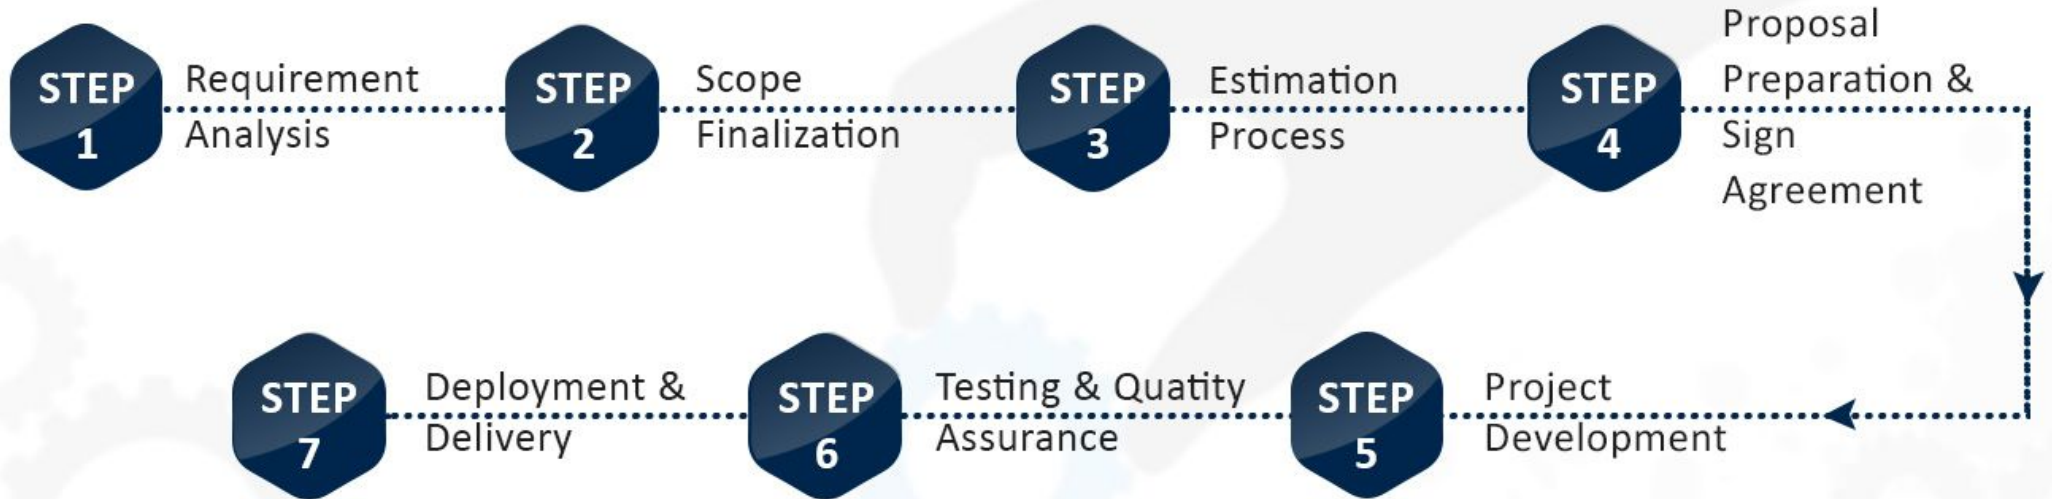 STEP
1
Requirement
Analysis
STEP
2
Scope
Finalization
STEP
3
Estimation
Process
STEP
4
Proposal
Preparation &
Sign
Agreement
STEP
5
Project
Development
STEP
6
Testing & Quatity
Assurance
STEP
7
Deployment &
Delivery